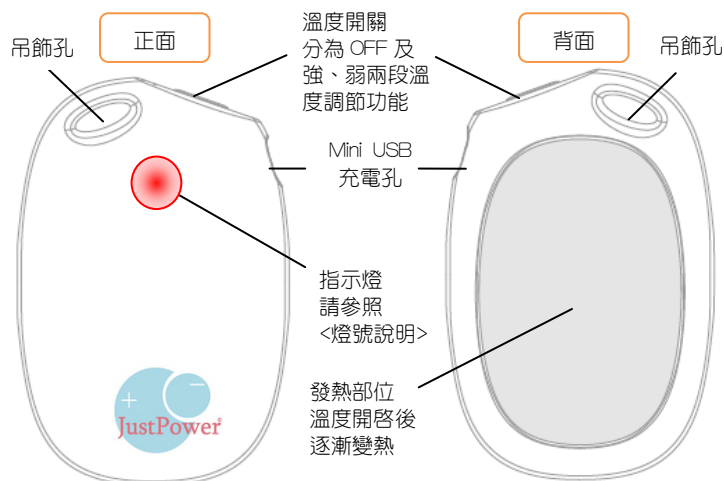 正面
吊飾孔
溫度開關
分為 OFF 及
強、弱兩段溫
度調節功能
背面
吊飾孔
Mini USB
充電孔
指示燈
請參照
<燈號說明>
發熱部位
溫度開啓後
逐漸變熱
+ −
JustPower®